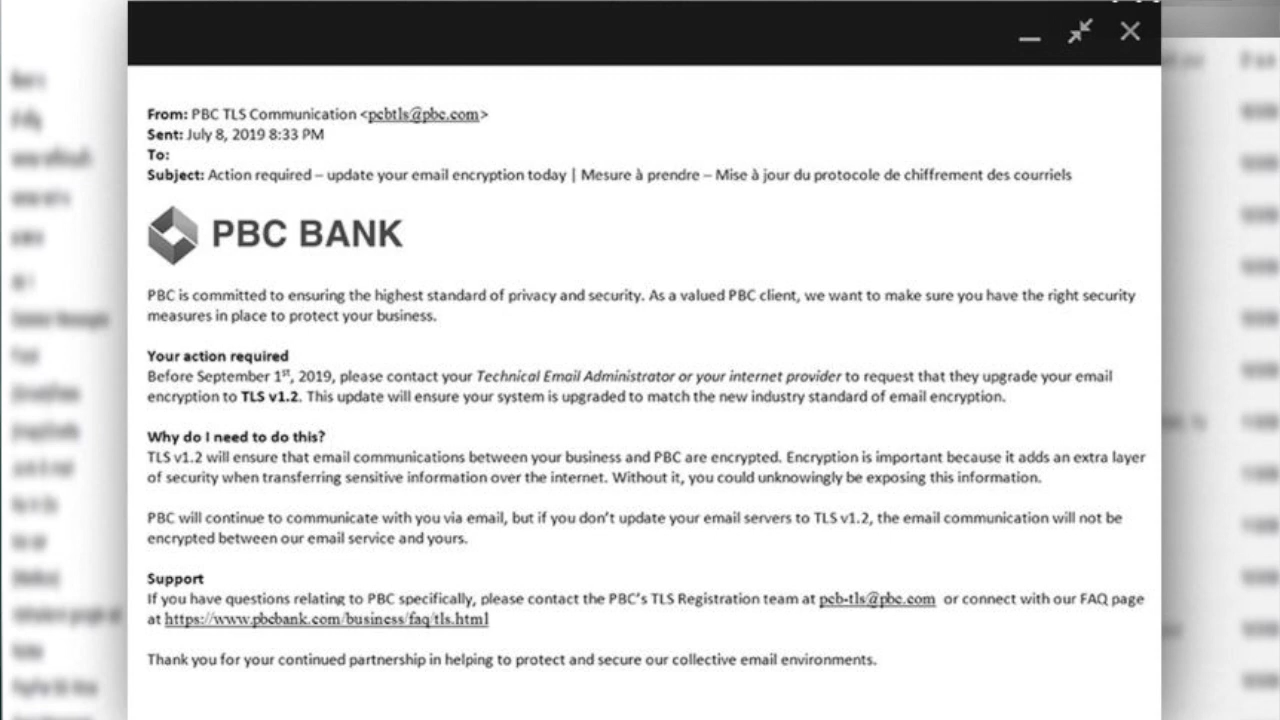 From: PBC TLS Communication <pcbtls@pbc.com>
Sent: July 8, 2019 8:33 PM
To:
Subject: Action required – update your email encryption today | Mesure à prendre – Mise à jour du protocole de chiffrement des courriels
PBC BANK
PBC is committed to ensuring the highest standard of privacy and security. As a valued PBC client, we want to make sure you have the right security
measures in place to protect your business.
Your action required
Before September 1st, 2019, please contact your Technical Email Administrator or your internet provider to request that they upgrade your email
encryption to TLS v1.2. This update will ensure your system is upgraded to match the new industry standard of email encryption.
Why do I need to do this?
TLS v1.2 will ensure that email communications between your business and PBC are encrypted. Encryption is important because it adds an extra layer
of security when transferring sensitive information over the internet. Without it, you could unknowingly be exposing this information.
PBC will continue to communicate with you via email, but if you don't update your email servers to TLS v1.2, the email communication will not be
encrypted between our email service and yours.
Support
If you have questions relating to PBC specifically, please contact the PBC's TLS Registration team at pcb-tls@pbc.com or connect with our FAQ page
at https://www.pbcbank.com/business/faq/tls.html
Thank you for your continued partnership in helping to protect and secure our collective email environments.